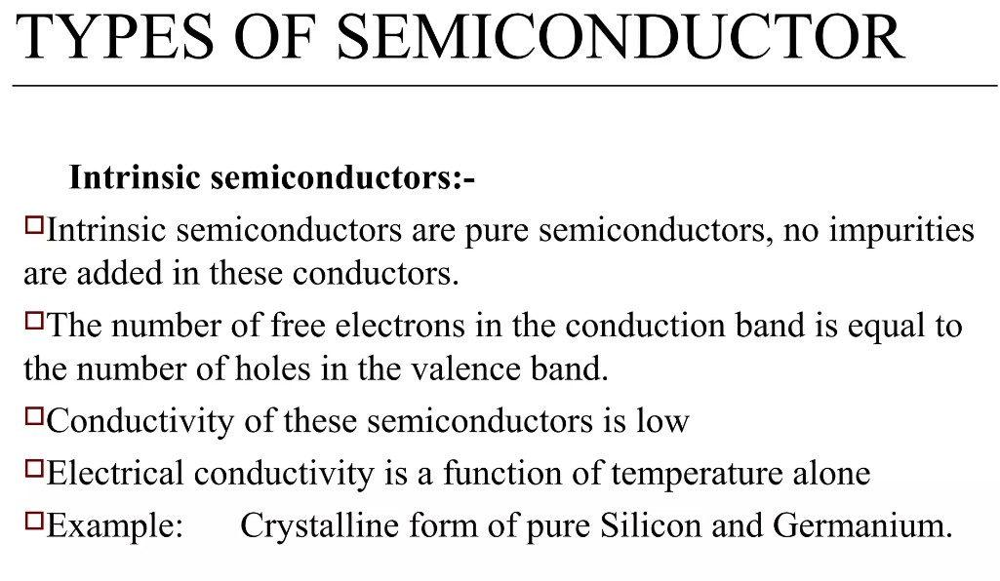 TYPES OF SEMICONDUCTOR
Intrinsic semiconductors:-
Intrinsic semiconductors are pure semiconductors, no impurities
are added in these conductors.
The number of free electrons in the conduction band is equal to
the number of holes in the valence band.
Conductivity of these semiconductors is low
Electrical conductivity is a function of temperature alone
Example: Crystalline form of pure Silicon and Germanium.